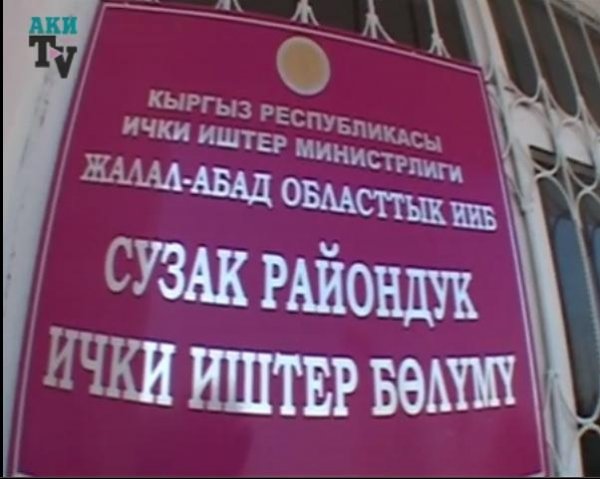 АКИ
TV
КЫРГЫЗ РЕСПУБЛИКАСЫ
ИЧКИ ИШТЕР МИНИСТРЛИГИ
ЖАЛАЛ-АБАД ОБЛАСТТЫК ИИБ
СУЗАК РАЙОНДУК
ИЧКИ ИШТЕР БӨЛҮМҮ